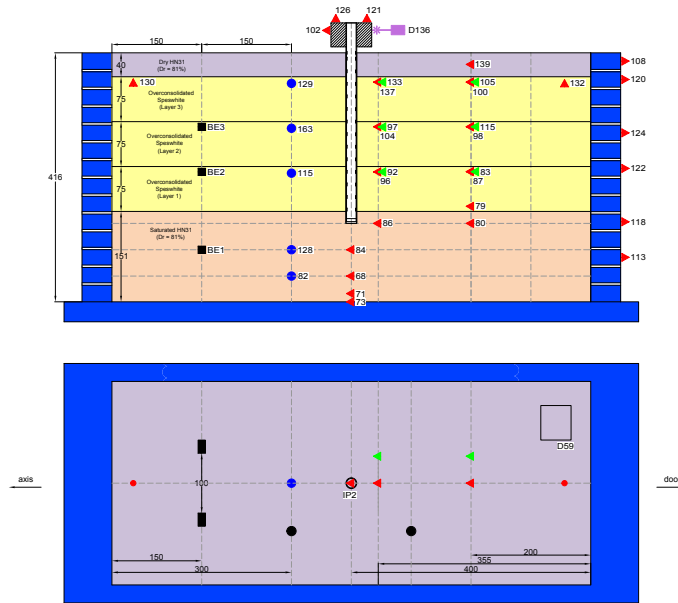 126
121
102
D136
150
150
Dry HN31
(Dr = 81%)
139
108
40
130
129
133
137
105
100
132
120
Overconsolidated
Speswhite
(Layer 3)
75
BE3
163
97
104
115
98
124
Overconsolidated
Speswhite
(Layer 2)
75
416
BE2
115
92
96
83
87
122
Overconsolidated
Speswhite
(Layer 1)
75
79
86
80
118
Saturated HN31
(Dr = 81%)
BE1
128
84
113
151
82
68
71
73
D59
axis
100
IP2
doo
150
200
355
300
400